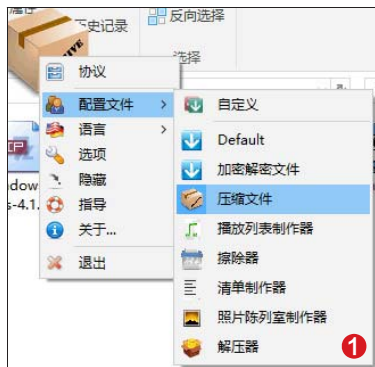 历史记录
反向选择
选择
协议
配置文件
自定义
语言
Default
选项
加密解密文件
隐藏
压缩文件
指导
播放列表制作器
关于...
擦除器
退出
清单制作器
照片陈列室制作器
解压器
1